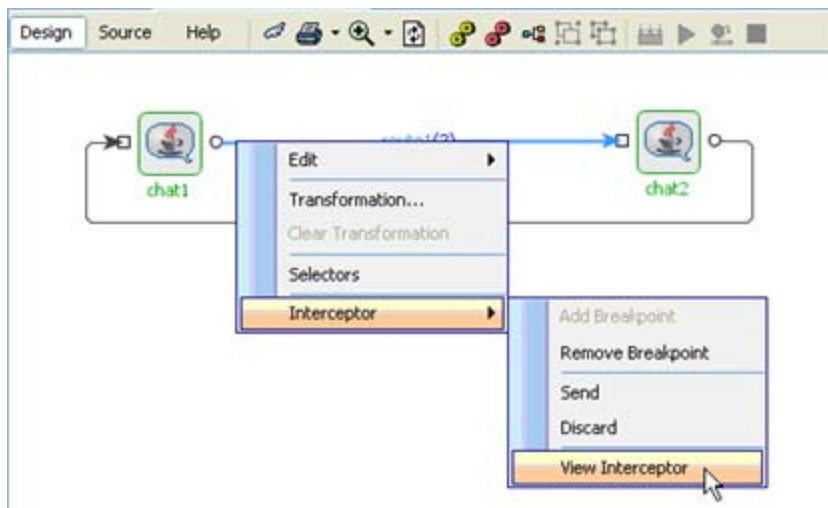 Design Source Help
chat1
chat2
Edit
Transformation...
Clear Transformation
Selectors
Interceptor
Add Breakpoint
Remove Breakpoint
Send
Discard
View Interceptor